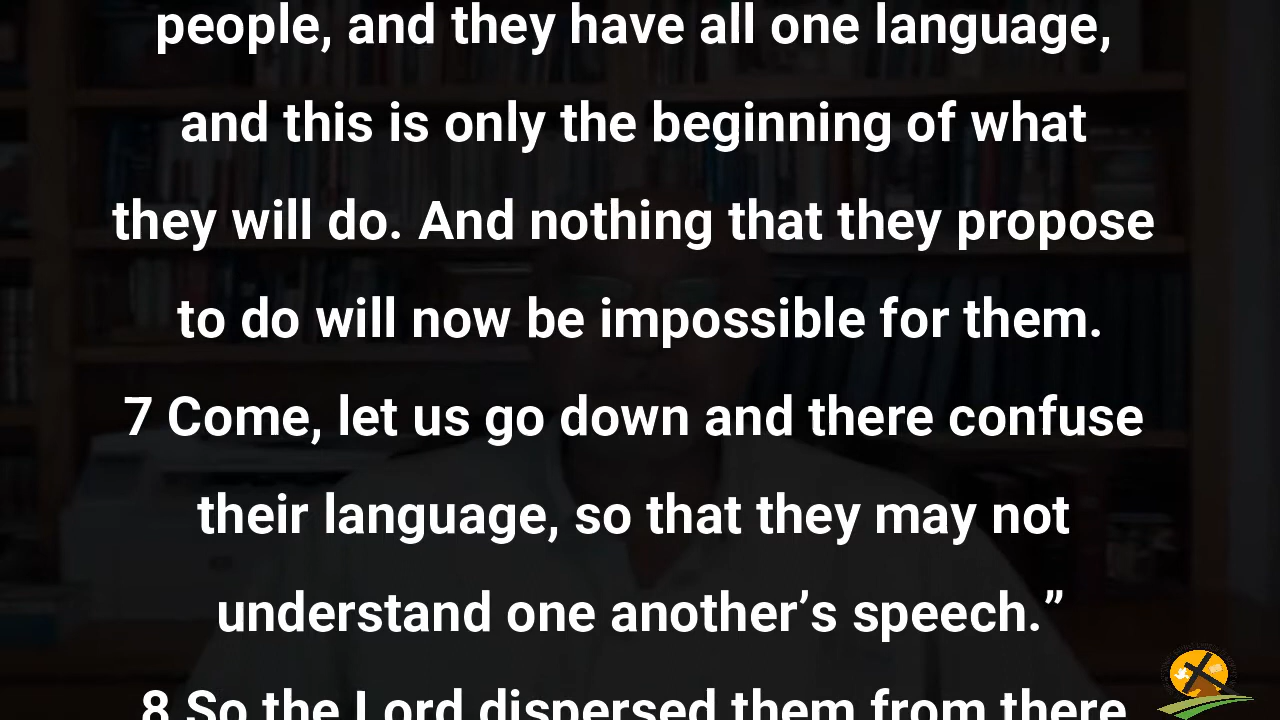 people, and they have all one language,
and this is only the beginning of what
they will do. And nothing that they propose
to do will now be impossible for them.
7 Come, let us go down and there confuse
their language, so that they may not
understand one another’s speech.”
8 So the Lord dispersed them from there